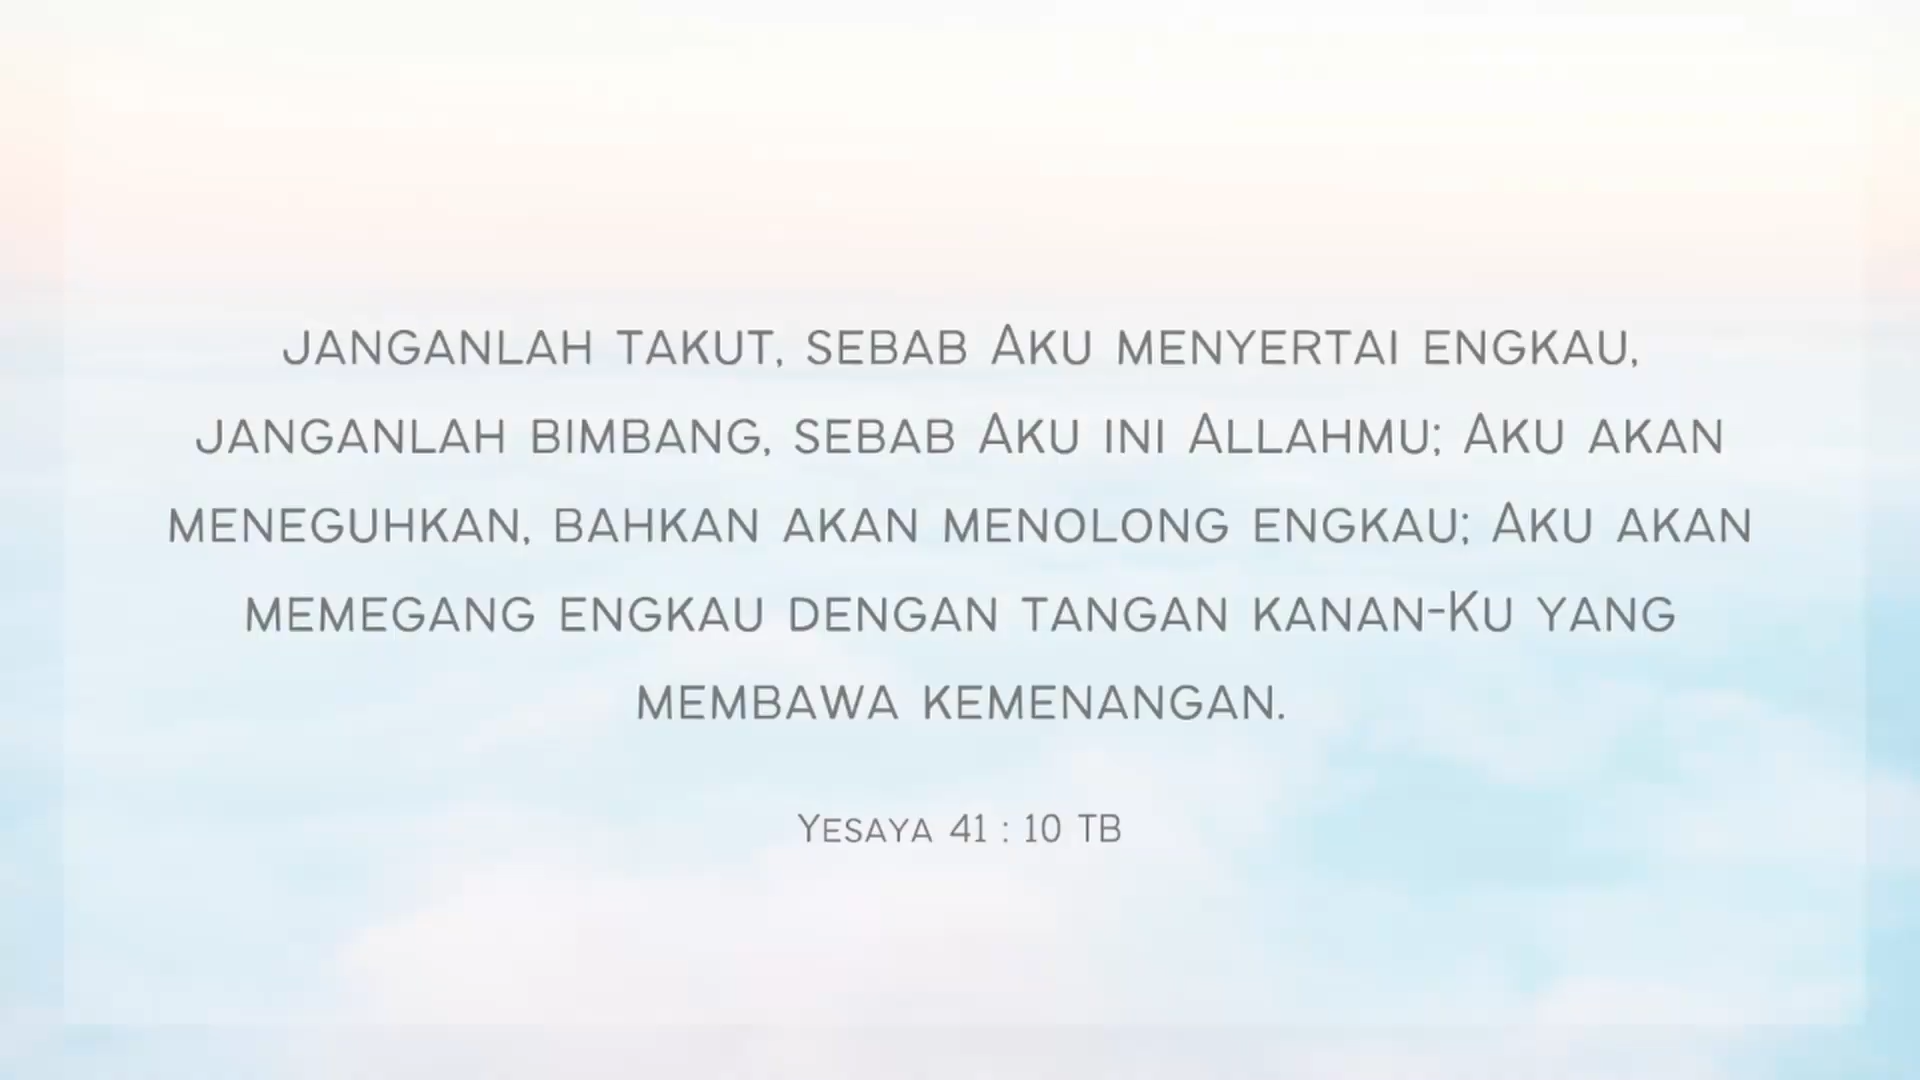 janganlah takut, sebab Aku menyertai engkau,
janganlah bimbang, sebab Aku ini Allahmu; Aku akan
meneguhkan, bahkan akan menolong engkau; Aku akan
memegang engkau dengan tangan kanan-Ku yang
membawa kemenangan.
Yesaya 41 : 10 TB